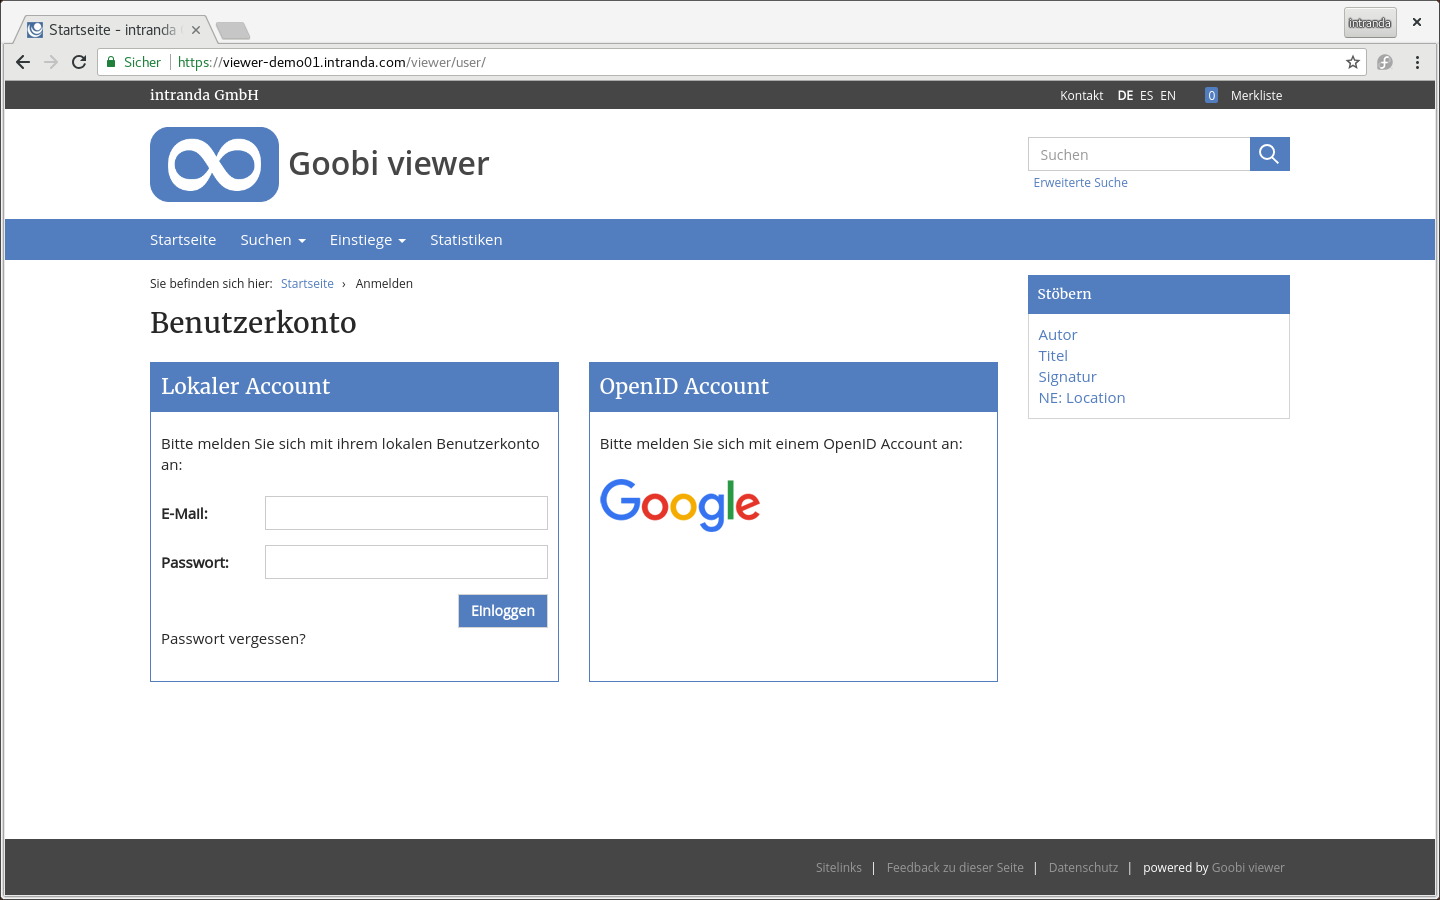 Startseite - intranda
intranda
Sicher https://viewer-demo01.intranda.com/viewer/user/
intranda GmbH
Kontakt DE ES EN 0 Merkliste
Goobi viewer
Suchen
Erweiterte Suche
Startseite Suchen Einstiege Statistiken
Sie befinden sich hier: Startseite › Anmelden
Benutzerkonto
Lokaler Account
Bitte melden Sie sich mit ihrem lokalen Benutzerkonto
an:
E-Mail:
Passwort:
Einloggen
Passwort vergessen?
OpenID Account
Bitte melden Sie sich mit einem OpenID Account an:
Google
Stöbern
Autor
Titel
Signatur
NE: Location
Sitelinks | Feedback zu dieser Seite | Datenschutz | powered by Goobi viewer